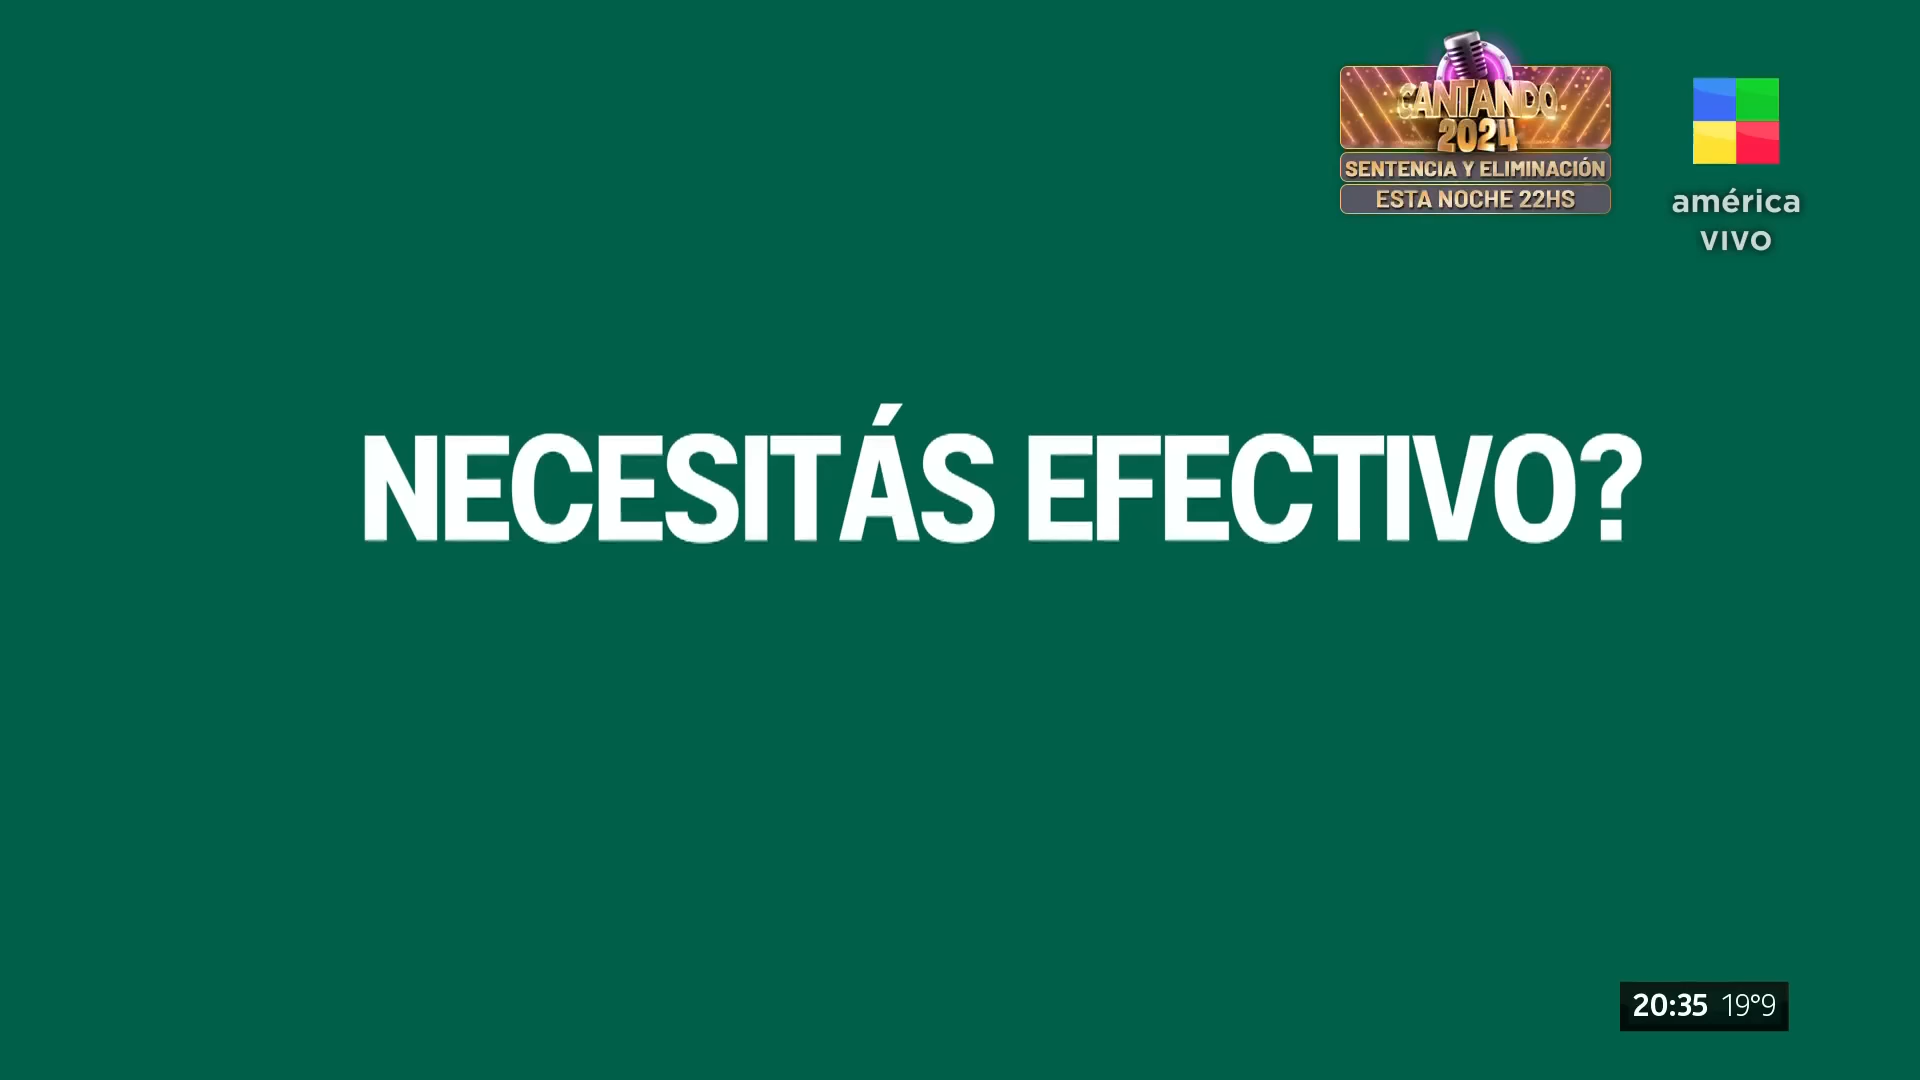 CANTANDO
2024
SENTENCIA Y ELIMINACIÓN
ESTA NOCHE 22HS
américa
VIVO
NECESITÁS EFECTIVO?
20:35 19°9